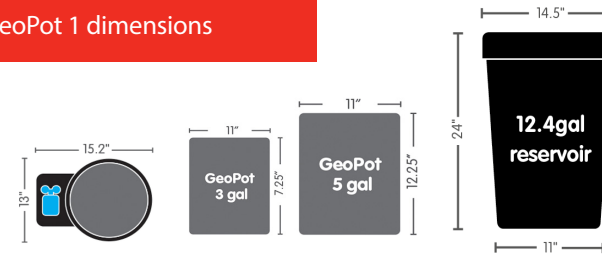 eoPot 1 dimensions
15.2"
13"
11"
GeoPot
3 gal
7.25"
11"
GeoPot
5 gal
12.25"
14.5"
24"
12.4gal
reservoir
11"